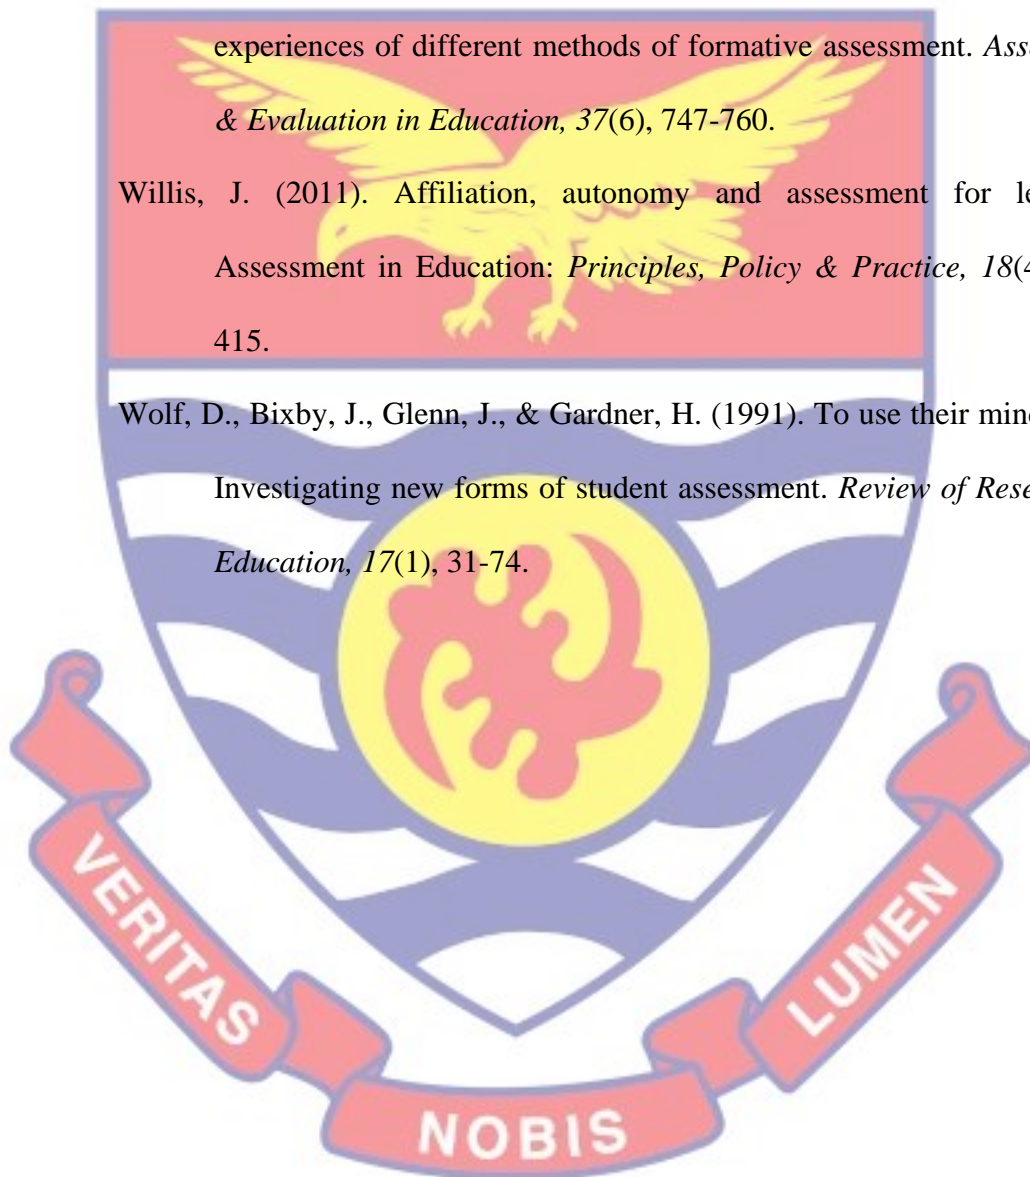 experiences of different methods of formative assessment. Ass
& Evaluation in Education, 37(6), 747-760.
Willis, J. (2011). Affiliation, autonomy and assessment for le
Assessment in Education: Principles, Policy & Practice, 18(4
415.
Wolf, D., Bixby, J., Glenn, J., & Gardner, H. (1991). To use their min
Investigating new forms of student assessment. Review of Rese
Education, 17(1), 31-74.
VERITAS
NOBIS
LUMEN